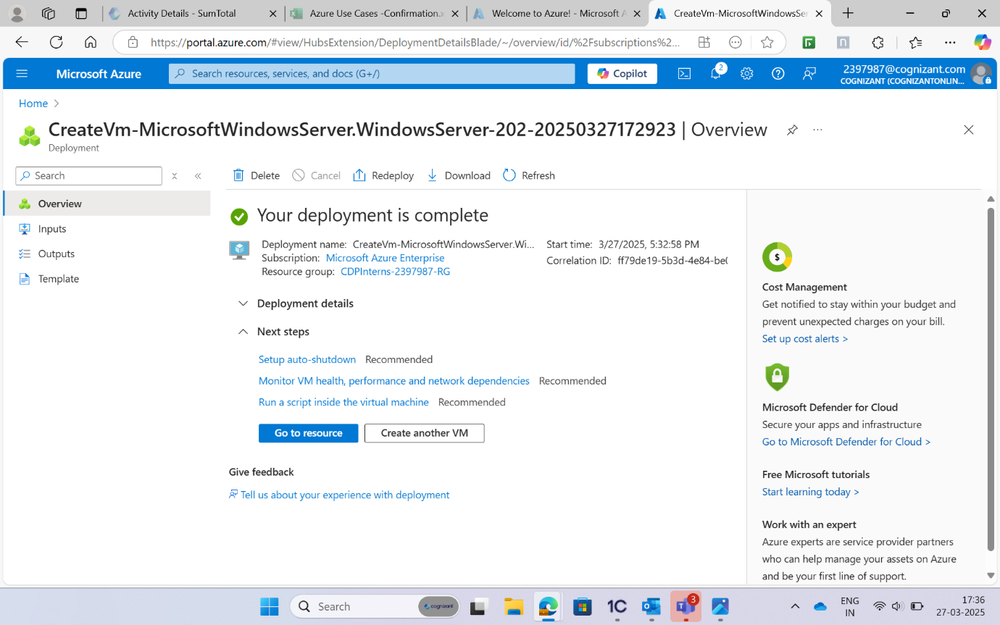 Activity Details - SumTotal
Azure Use Cases -Confirmation.x
Welcome to Azure! - Microsoft A
CreateVm-MicrosoftWindowsSer
https://portal.azure.com/#view/HubsExtension/DeploymentDetailsBlade/~/overview/id/%2Fsubscriptions%2...
Microsoft Azure
Search resources, services, and docs (G+/)
Copilot
2
2397987@cognizant.com
COGNIZANT (COGNIZANTONLIN...
Home
CreateVm-MicrosoftWindowsServer.WindowsServer-202-20250327172923 | Overview
Deployment
Search
Delete
Cancel
Redeploy
Download
Refresh
Overview
Inputs
Outputs
Template
Your deployment is complete
Deployment name: CreateVm-MicrosoftWindowsServer.Wi...
Subscription: Microsoft Azure Enterprise
Resource group: CDPInterns-2397987-RG
Start time: 3/27/2025, 5:32:58 PM
Correlation ID: ff79de19-5b3d-4e84-be0
Deployment details
Next steps
Setup auto-shutdown Recommended
Monitor VM health, performance and network dependencies Recommended
Run a script inside the virtual machine Recommended
Go to resource
Create another VM
Give feedback
Tell us about your experience with deployment
Cost Management
Get notified to stay within your budget and
prevent unexpected charges on your bill.
Set up cost alerts >
Microsoft Defender for Cloud
Secure your apps and infrastructure
Go to Microsoft Defender for Cloud >
Free Microsoft tutorials
Start learning today >
Work with an expert
Azure experts are service provider partners
who can help manage your assets on Azure
and be your first line of support.
Search
cognizant
1C
3
ENG
IN
17:36
27-03-2025